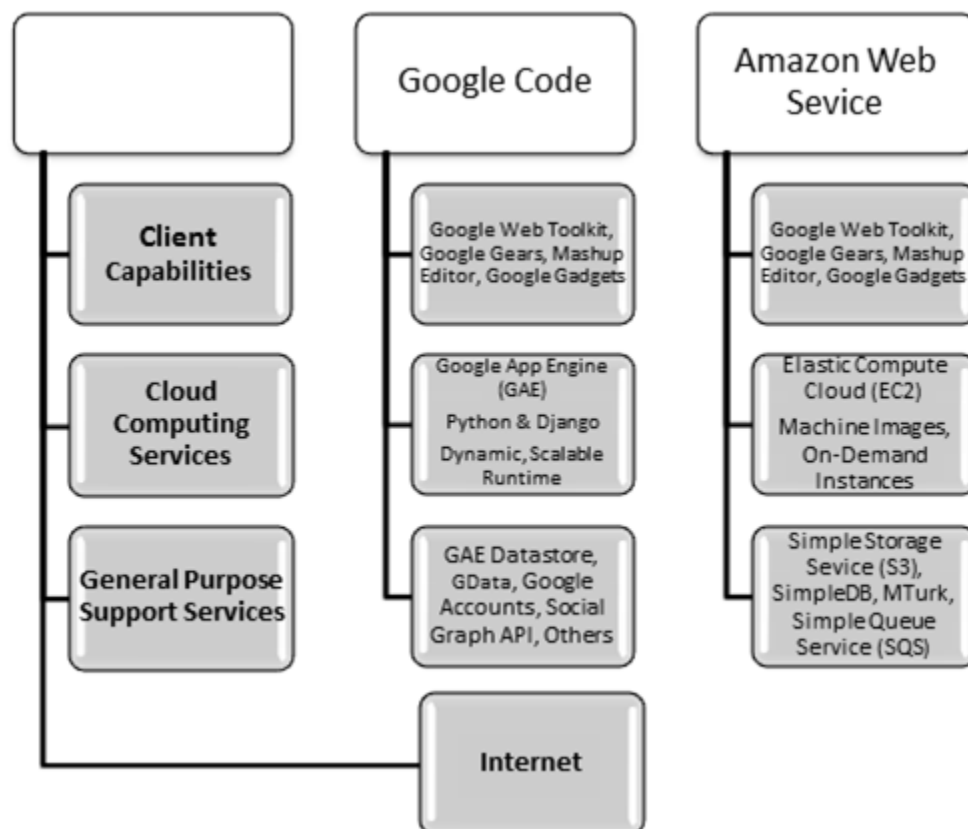 Google Code
Amazon Web
Sevice
Client
Capabilities
Google Web Toolkit,
Google Gears, Mashup
Editor, Google Gadgets
Google Web Toolkit,
Google Gears, Mashup
Editor, Google Gadgets
Cloud
Computing
Services
Google App Engine
(GAE)
Python & Django
Dynamic, Scalable
Runtime
Elastic Compute
Cloud (EC2)
Machine Images,
On-Demand
Instances
General Purpose
Support Services
GAE Datastore,
GData, Google
Accounts, Social
Graph API, Others
Simple Storage
Sevice (S3),
SimpleDB, MTurk,
Simple Queue
Service (SQS)
Internet